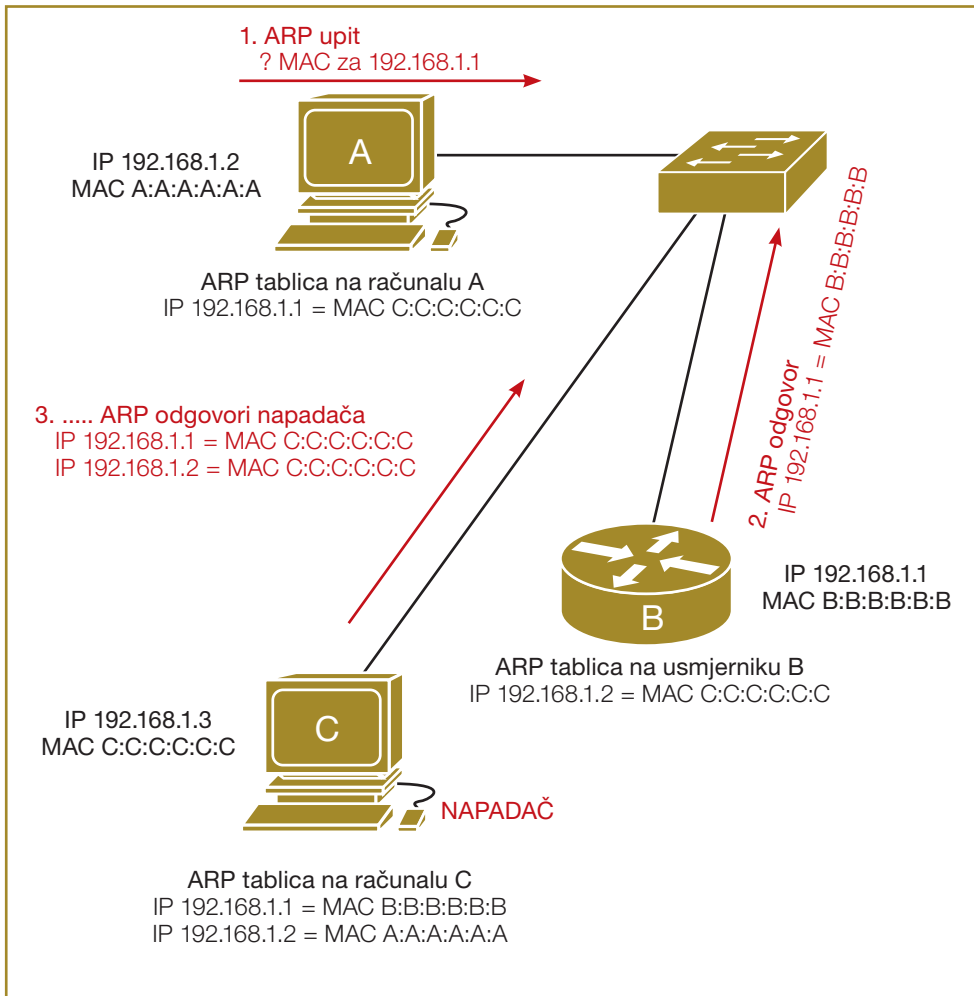 1. ARP upit
? MAC za 192.168.1.1
A
IP 192.168.1.2
MAC A:A:A:A:A:A
ARP tablica na računalu A
IP 192.168.1.1 = MAC C:C:C:C:C:C
2. ARP odgovor
IP 192.168.1.1 = MAC B:B:B:B:B:B
3. ..... ARP odgovori napadača
IP 192.168.1.1 = MAC C:C:C:C:C:C
IP 192.168.1.2 = MAC C:C:C:C:C:C
B
IP 192.168.1.1
MAC B:B:B:B:B:B
ARP tablica na usmjerniku B
IP 192.168.1.2 = MAC C:C:C:C:C:C
IP 192.168.1.3
MAC C:C:C:C:C:C
C
NAPADAČ
ARP tablica na računalu C
IP 192.168.1.1 = MAC B:B:B:B:B:B
IP 192.168.1.2 = MAC A:A:A:A:A:A